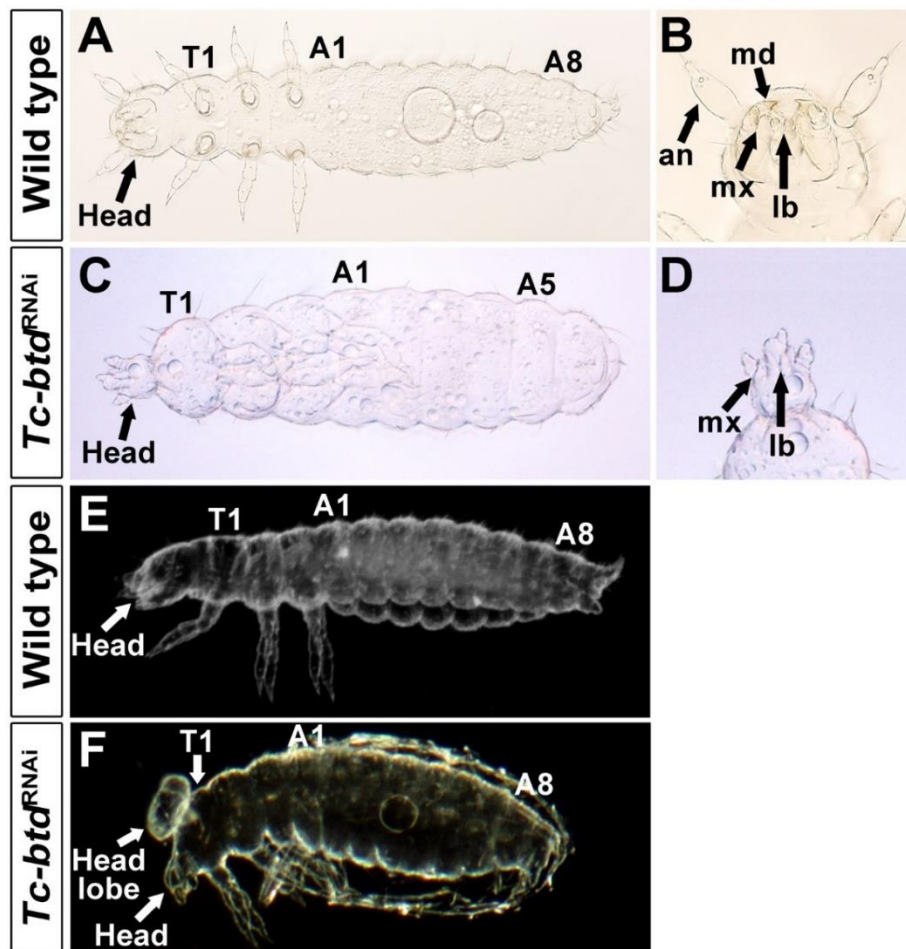 Wild type
A
T1
A1
A8
Head
B
md
an
mx
lb
Tc-btd^RNAi
C
T1
A1
A5
Head
D
mx
lb
Wild type
E
T1
A1
A8
Head
Tc-btd^RNAi
F
T1
A1
A8
Head
lobe
Head